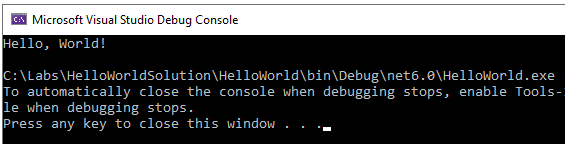 Microsoft Visual Studio Debug Console
Hello, World!
C:\Labs\HelloWorldSolution\HelloWorld\bin\Debug\net6.0\HelloWorld.exe
To automatically close the console when debugging stops, enable Tools-
le when debugging stops.
Press any key to close this window . . .